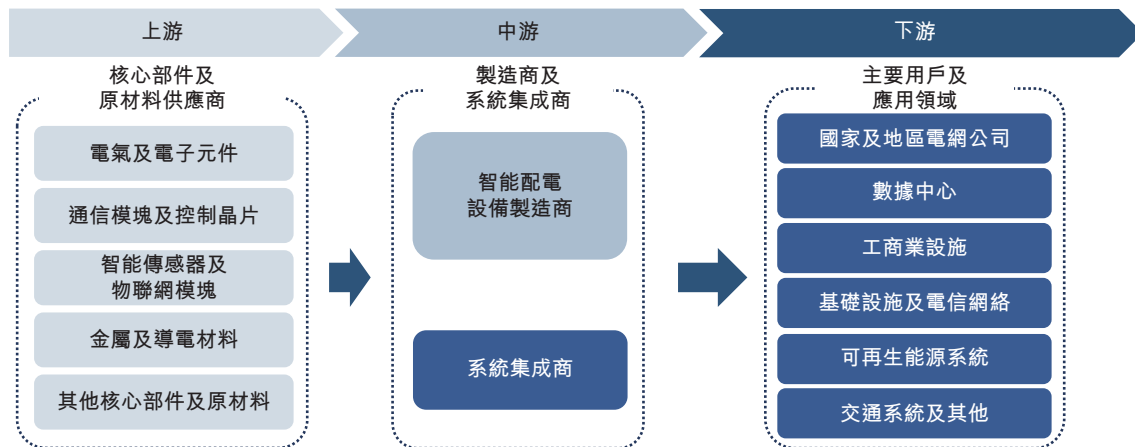 上游
中游
下游
核心部件及
原材料供應商
電氣及電子元件
通信模塊及控制晶片
智能傳感器及
物聯網模塊
金屬及導電材料
其他核心部件及原材料
製造商及
系統集成商
智能配電
設備製造商
系統集成商
主要用戶及
應用領域
國家及地區電網公司
數據中心
工商業設施
基礎設施及電信網絡
可再生能源系統
交通系統及其他